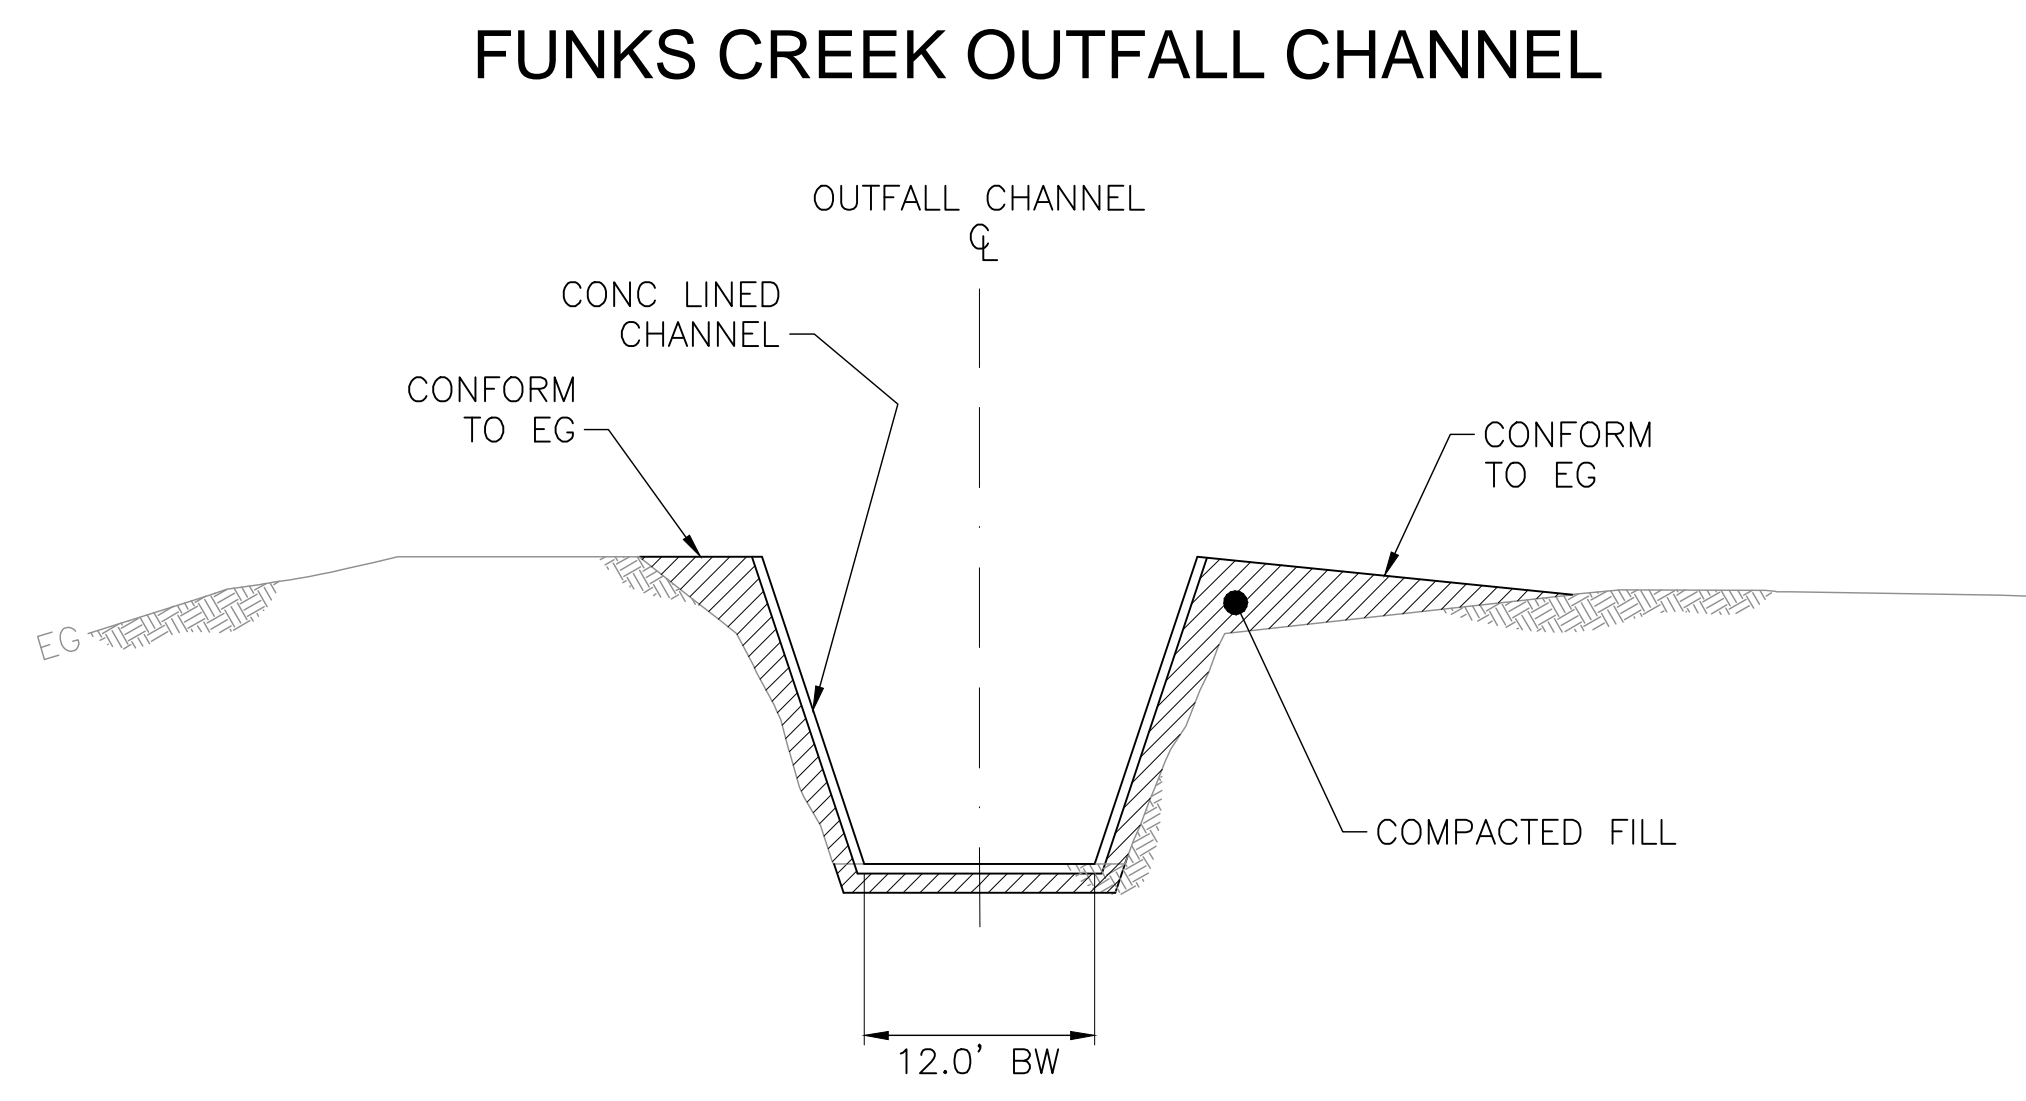 FUNKS CREEK OUTFALL CHANNEL
OUTFALL CHANNEL
℄
CONC LINED
CHANNEL
CONFORM
TO EG
CONFORM
TO EG
EG
COMPACTED FILL
12.0' BW